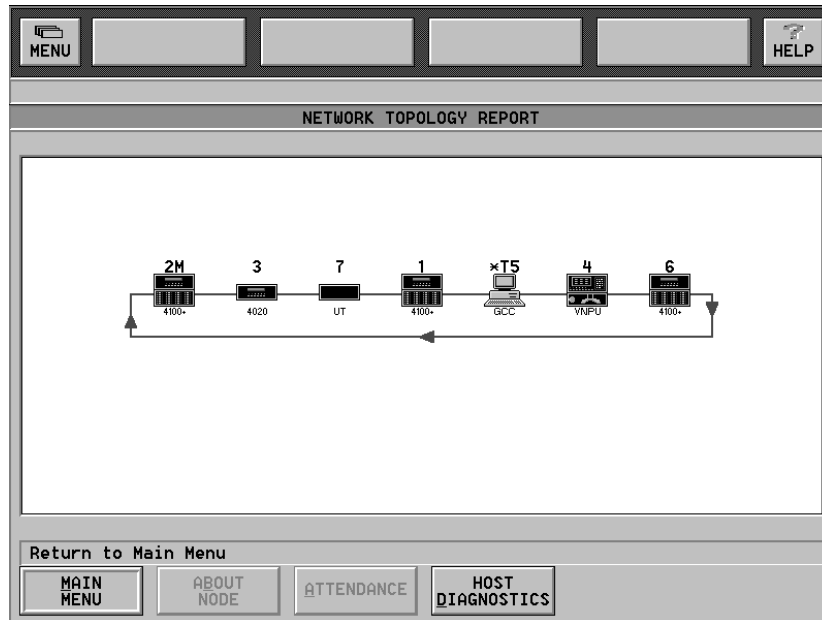 MENU
HELP
NETWORK TOPOLOGY REPORT
2M 3 7 1 *T5 4 6
4100+ 4020 UT 4100+ GCC VNPU 4100+
Return to Main Menu
MAIN MENU
ABOUT NODE
ATTENDANCE
HOST DIAGNOSTICS